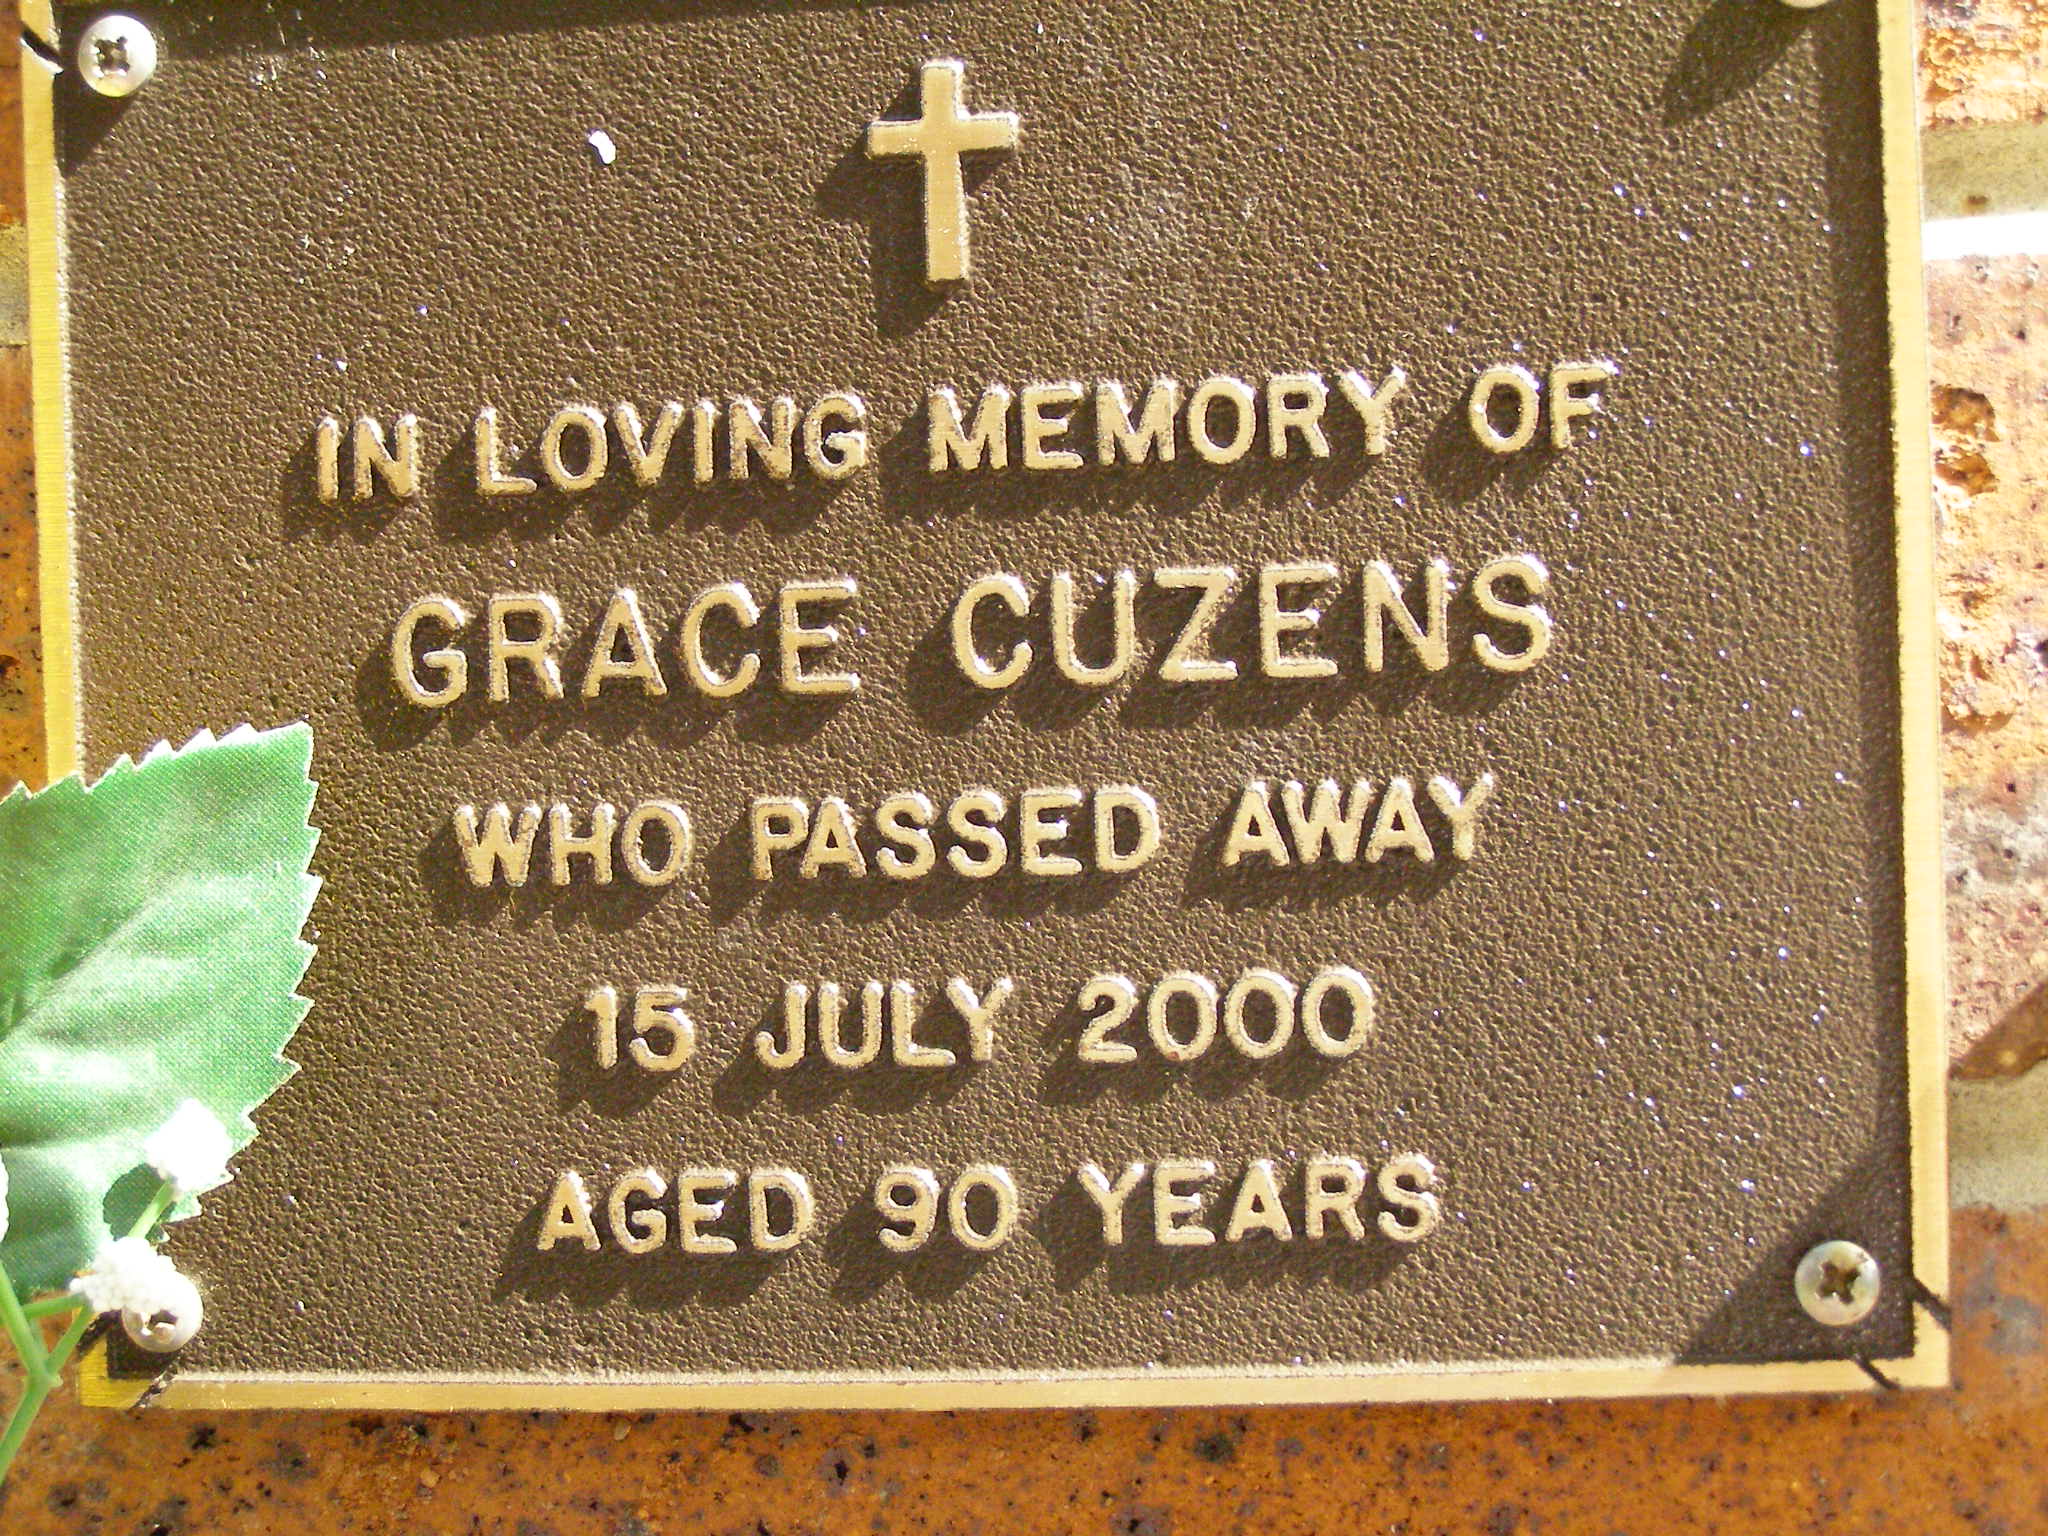 IN LOVING MEMORY OF
GRACE CUZENS
WHO PASSED AWAY
15 JULY 2000
AGED 90 YEARS